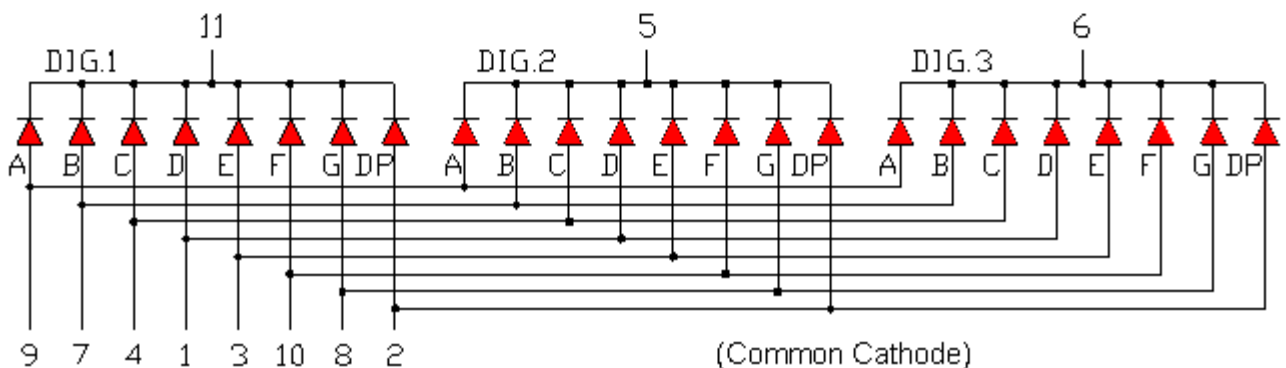 11 5 6
DIG.1 DIG.2 DIG.3
A B C D E F G DP A B C D E F G DP A B C D E F G DP
9 7 4 1 3 10 8 2 (Common Cathode)